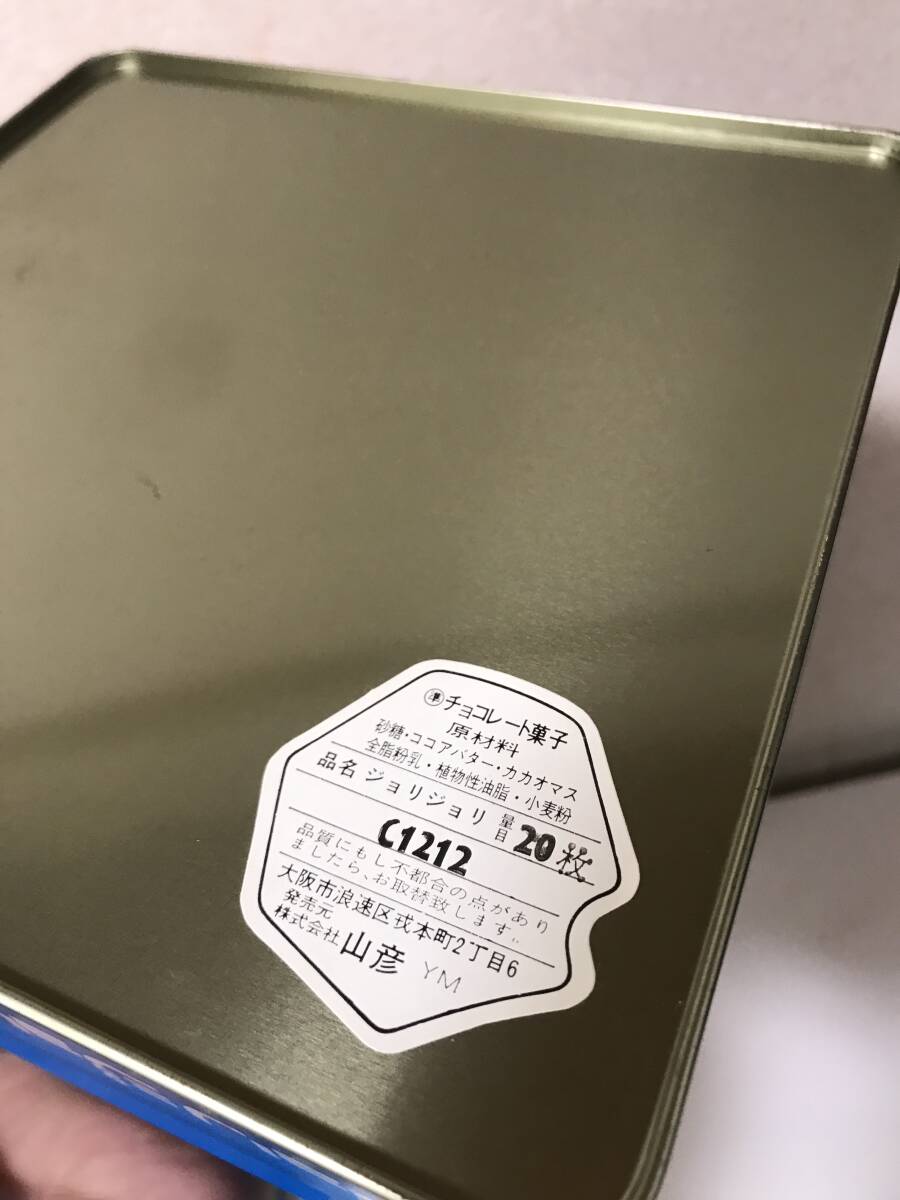 準チョコレート菓子
原材料
砂糖・ココアバター・カカオマス
全脂粉乳・植物性油脂・小麦粉
品名 ジョリジョリ 量目 20枚
C1212
品質にもし不都合の点があり
ましたら、お取替致します。
大阪市浪速区戎本町2丁目6
発売元
株式会社 山彦 YM